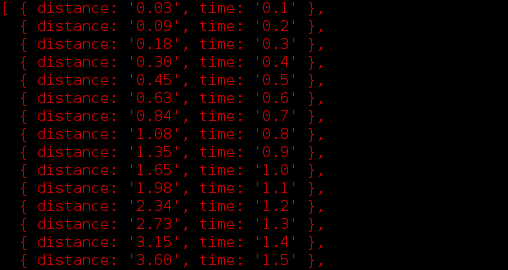 [ { distance: '0.03', time: '0.1' },
{ distance: '0.09', time: '0.2' },
{ distance: '0.18', time: '0.3' },
{ distance: '0.30', time: '0.4' },
{ distance: '0.45', time: '0.5' },
{ distance: '0.63', time: '0.6' },
{ distance: '0.84', time: '0.7' },
{ distance: '1.08', time: '0.8' },
{ distance: '1.35', time: '0.9' },
{ distance: '1.65', time: '1.0' },
{ distance: '1.98', time: '1.1' },
{ distance: '2.34', time: '1.2' },
{ distance: '2.73', time: '1.3' },
{ distance: '3.15', time: '1.4' },
{ distance: '3.60', time: '1.5' },